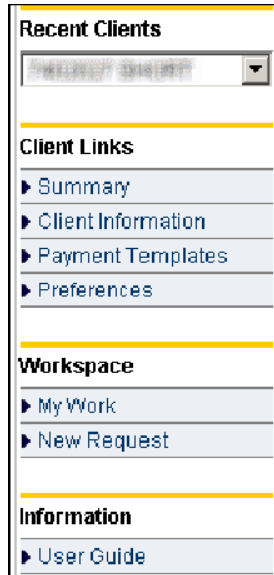 Recent Clients
Client Links
Summary
Client Information
Payment Templates
Preferences
Workspace
My Work
New Request
Information
User Guide